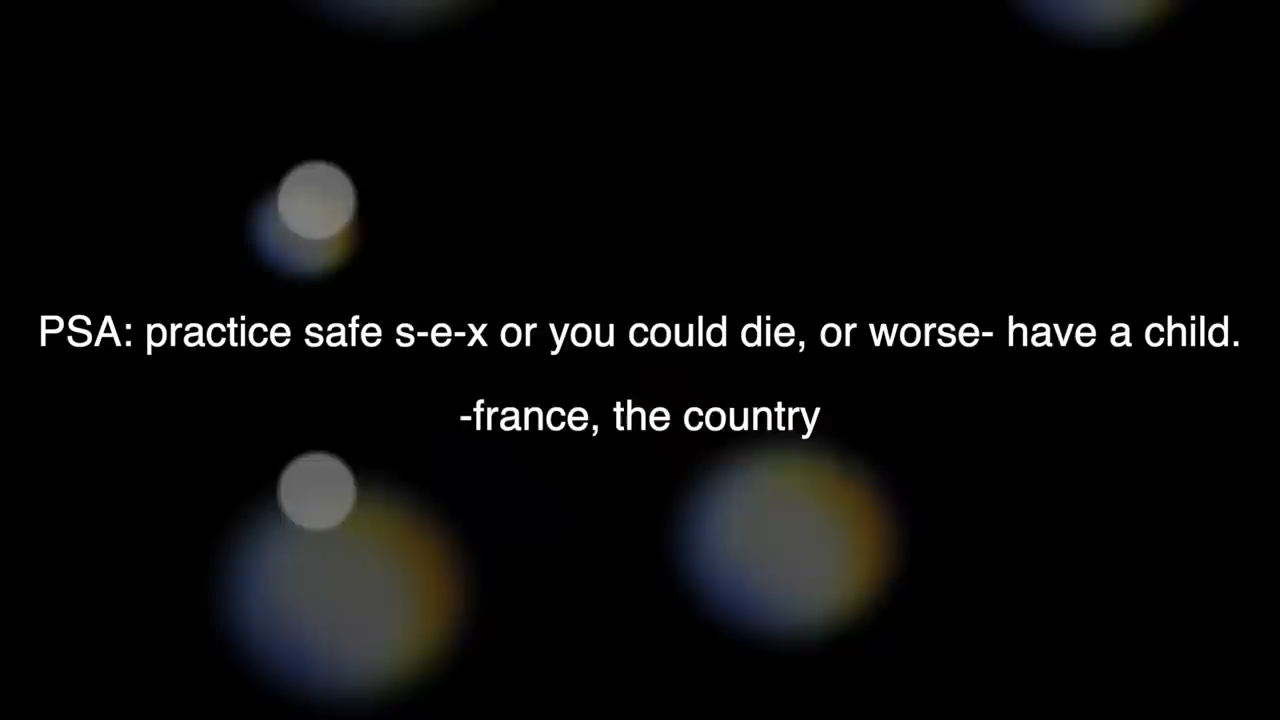 PSA: practice safe s-e-x or you could die, or worse- have a child.
-france, the country